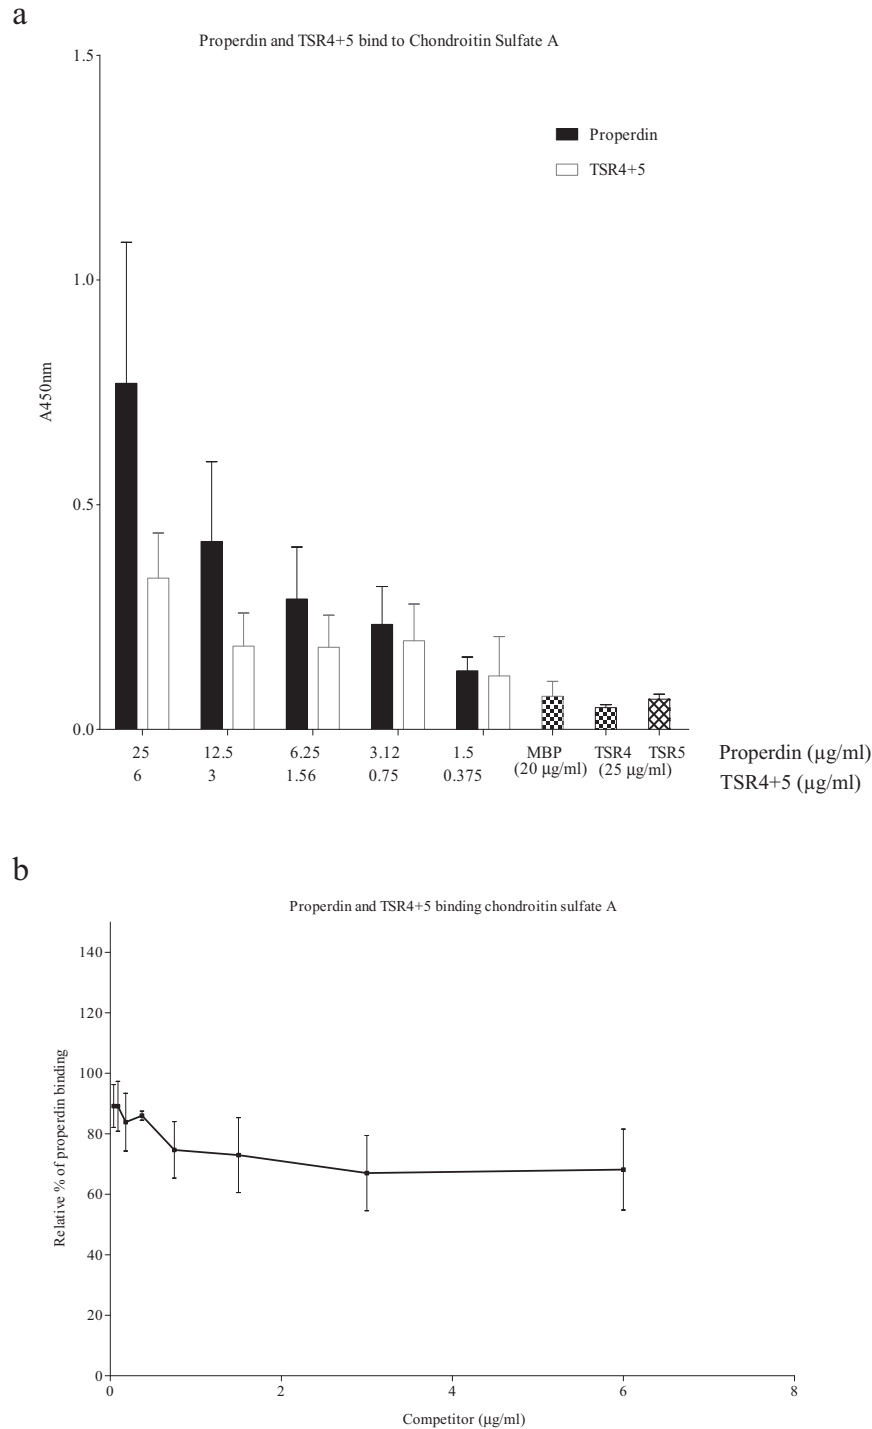 a
Properdin and TSR4+5 bind to Chondroitin Sulfate A
1.5
1.0
0.5
0.0
A450nm
Properdin
TSR4+5
25 12.5 6.25 3.12 1.5 MBP TSR4 TSR5 Properdin (µg/ml)
(20 µg/ml) (25 µg/ml)
6 3 1.56 0.75 0.375 TSR4+5 (µg/ml)
b
Properdin and TSR4+5 binding chondroitin sulfate A
140
120
100
80
60
40
20
0
Relative % of properdin binding
0 2 4 6 8
Competitor (µg/ml)